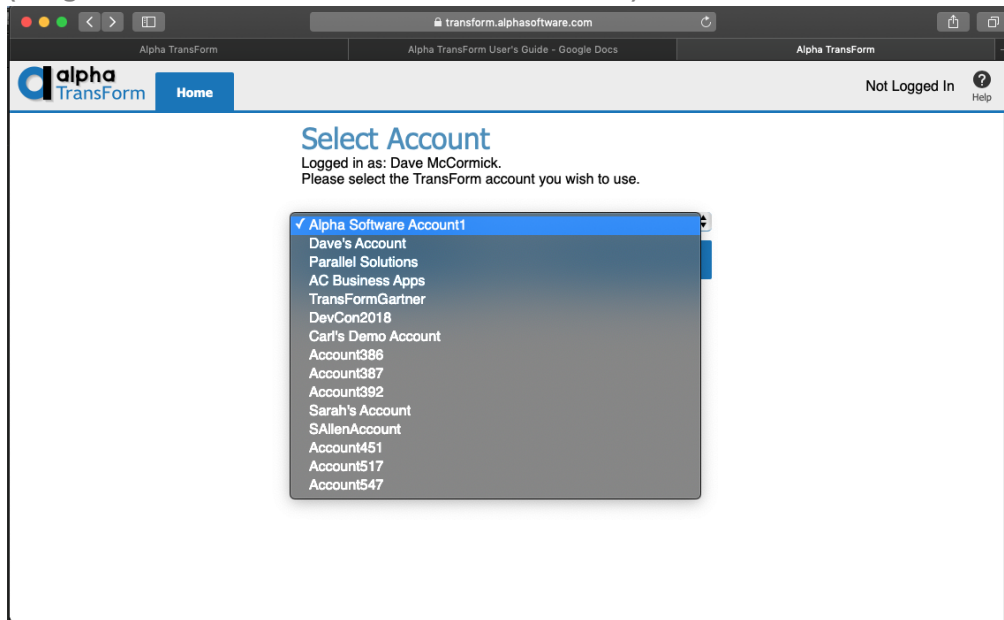 transform.alphasoftware.com
Alpha TransForm
Alpha TransForm User's Guide - Google Docs
Alpha TransForm
alpha
TransForm
Home
Not Logged In
?
Help
Select Account
Logged in as: Dave McCormick.
Please select the TransForm account you wish to use.
✓ Alpha Software Account1
Dave's Account
Parallel Solutions
AC Business Apps
TransFormGartner
DevCon2018
Carl's Demo Account
Account386
Account387
Account392
Sarah's Account
SAllenAccount
Account451
Account517
Account547